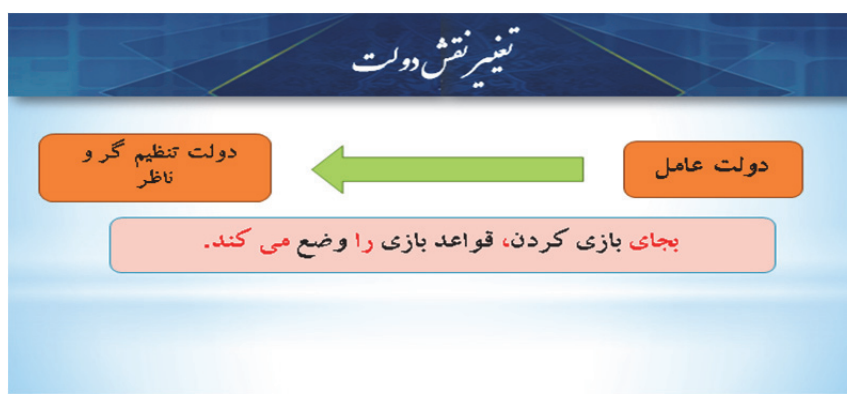 تغییر نقش دولت
دولت عامل
دولت تنظیم گر و
ناظر
بجای بازی کردن، قواعد بازی را وضع می کند.